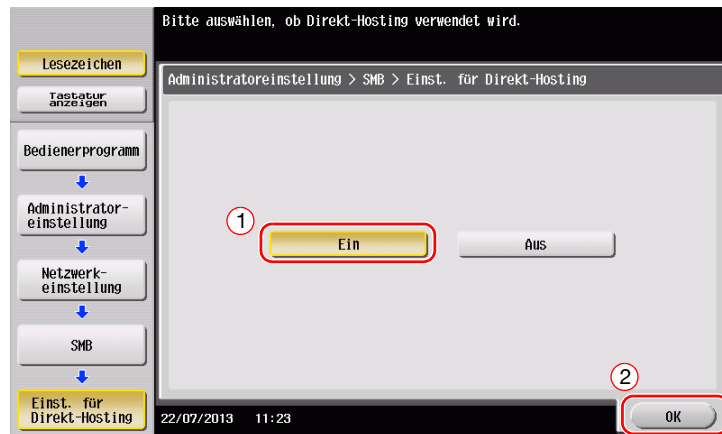 Bitte auswählen, ob Direkt-Hosting verwendet wird.
Lesezeichen
Tastatur
anzeigen
Bedienerprogramm
Administrator-
einstellung
Netzwerk-
einstellung
SMB
Einst. für
Direkt-Hosting
Administratoreinstellung > SMB > Einst. für Direkt-Hosting
1
Ein
Aus
2
22/07/2013 11:23
OK